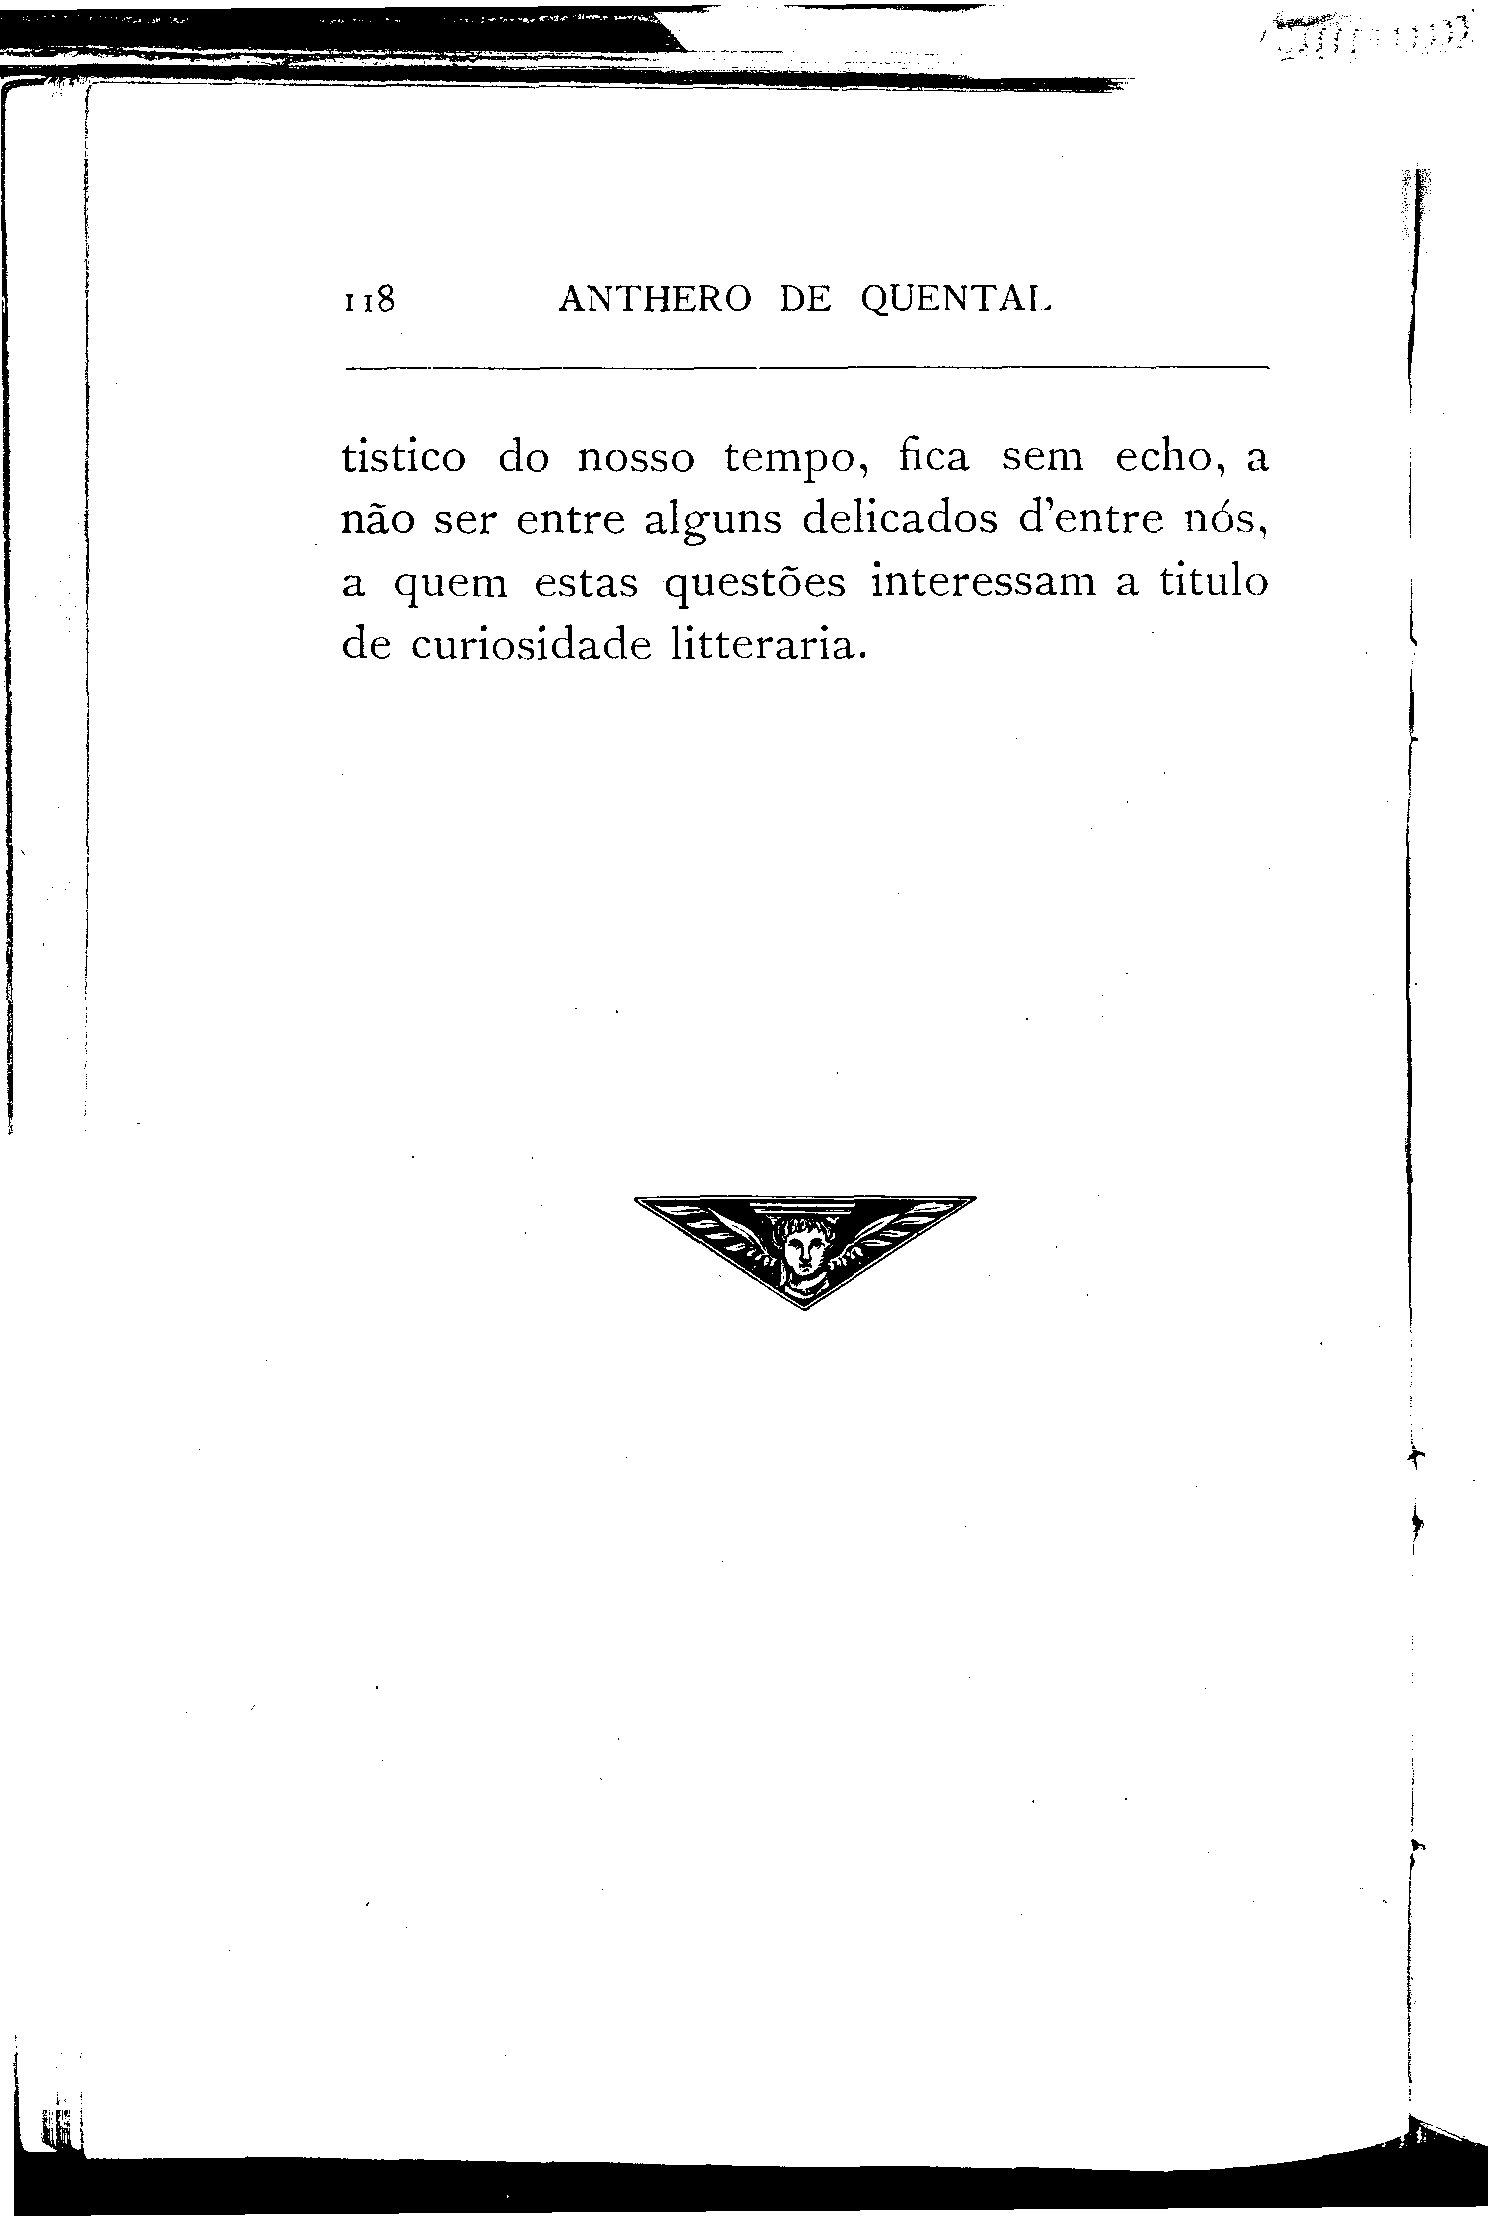 118 ANTHERO DE QUENTAL
tistico do nosso tempo, fica sem echo, a
não ser entre alguns delicados d'entre nós,
a quem estas questões interessam a titulo
de curiosidade litteraria.